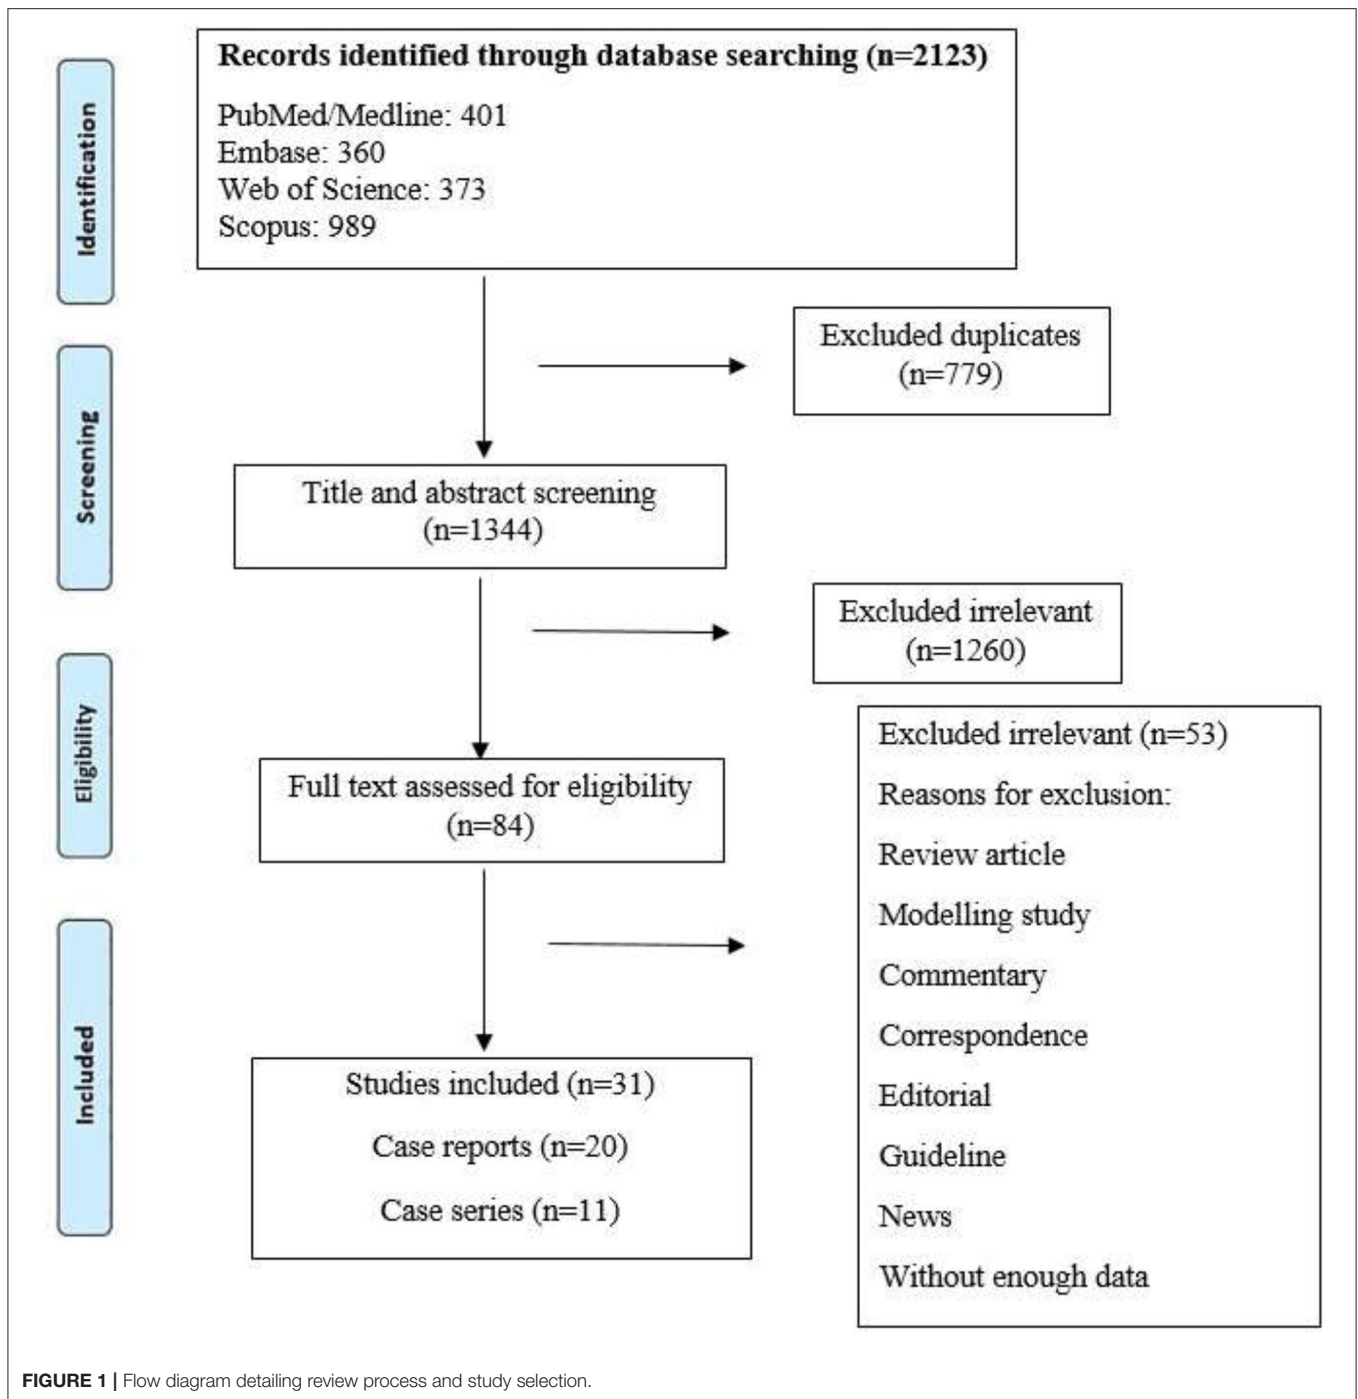 Identification
Records identified through database searching (n=2123)
PubMed/Medline: 401
Embase: 360
Web of Science: 373
Scopus: 989
Excluded duplicates
(n=779)
Screening
Title and abstract screening
(n=1344)
Excluded irrelevant
(n=1260)
Eligibility
Full text assessed for eligibility
(n=84)
Excluded irrelevant (n=53)
Reasons for exclusion:
Review article
Modelling study
Commentary
Correspondence
Editorial
Guideline
News
Without enough data
Included
Studies included (n=31)
Case reports (n=20)
Case series (n=11)
FIGURE 1 | Flow diagram detailing review process and study selection.